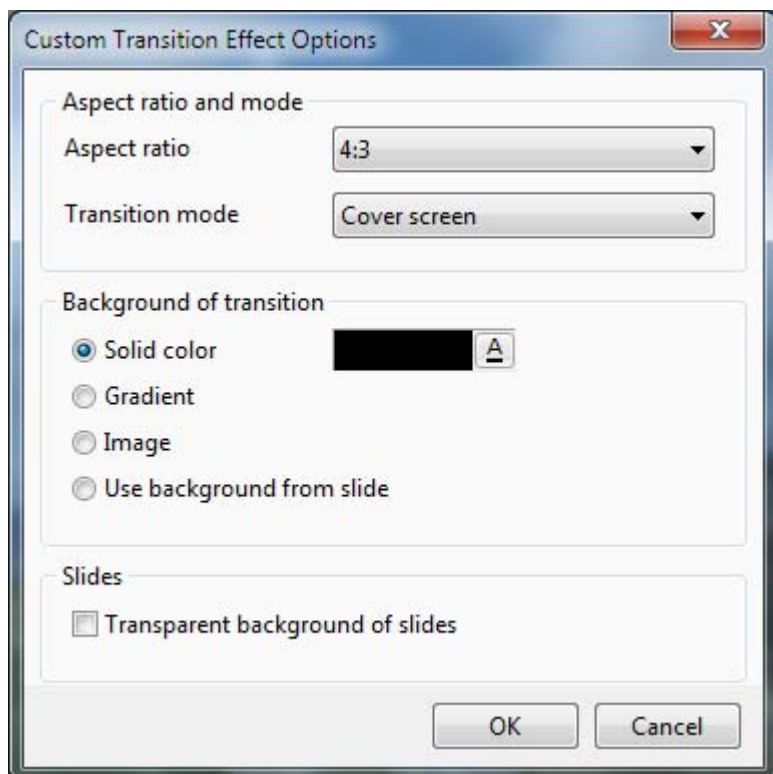 Custom Transition Effect Options
Aspect ratio and mode
Aspect ratio 4:3
Transition mode Cover screen
Background of transition
Solid color A
Gradient
Image
Use background from slide
Slides
Transparent background of slides
OK Cancel